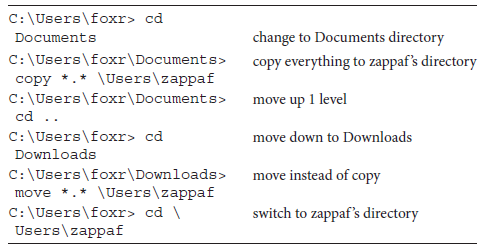 C:\Users\foxr> cd
Documents change to Documents directory
C:\Users\foxr\Documents> copy everything to zappaf's directory
copy *.* \Users\zappaf
C:\Users\foxr\Documents> move up 1 level
cd ..
C:\Users\foxr> cd move down to Downloads
Downloads
C:\Users\foxr\Downloads> move instead of copy
move *.* \Users\zappaf
C:\Users\foxr> cd \ switch to zappaf's directory
Users\zappaf